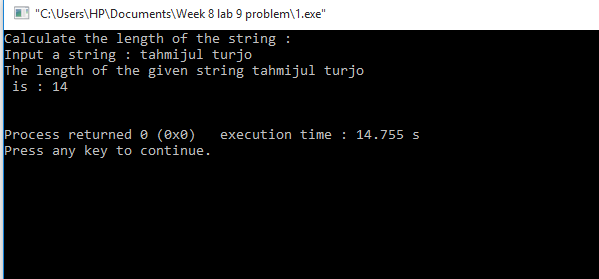 "C:\Users\HP\Documents\Week 8 lab 9 problem\1.exe"
Calculate the length of the string :
Input a string : tahmijul turjo
The length of the given string tahmijul turjo
 is : 14
Process returned 0 (0x0)   execution time : 14.755 s
Press any key to continue.